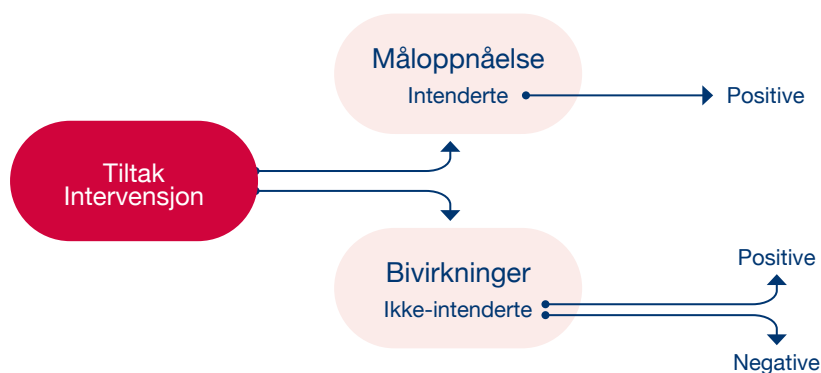 Måloppnåelse
Intenderte
Positive
Tiltak
Intervensjon
Bivirkninger
Ikke-intenderte
Positive
Negative